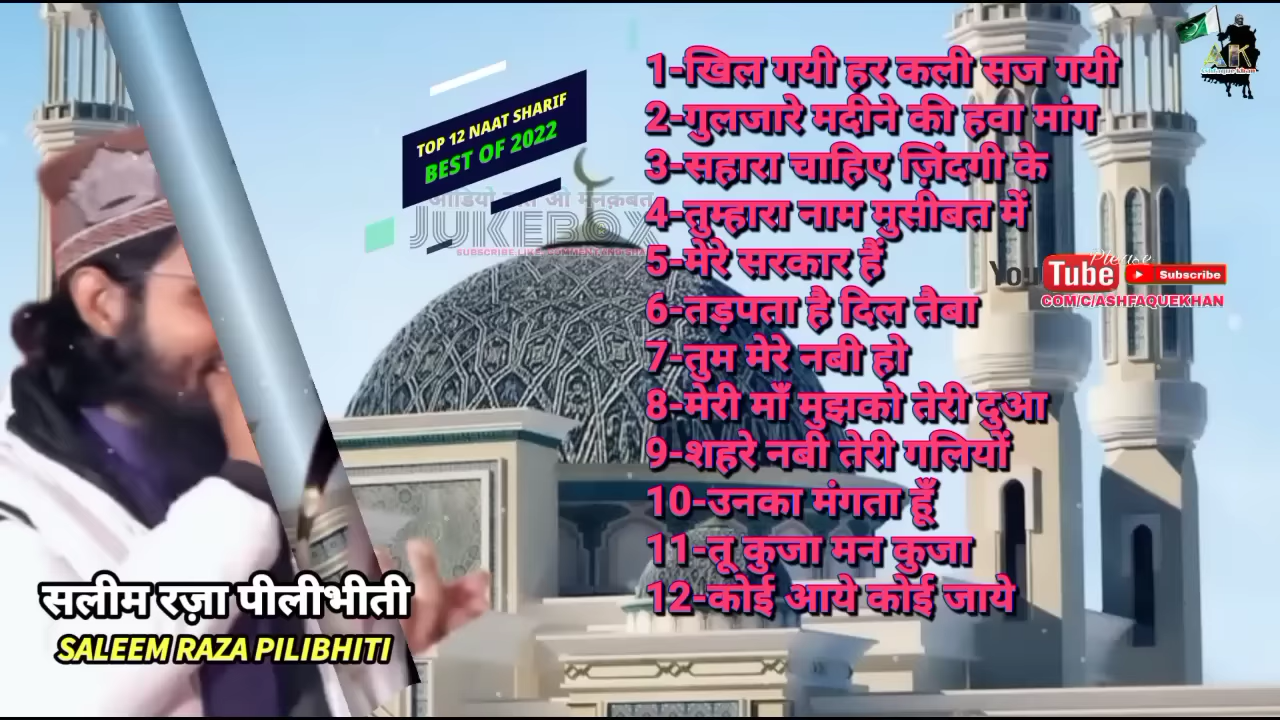 TOP 12 NAAT SHARIF
BEST OF 2022
JUKEBOX
1-खिल गयी हर कली सज गयी
2-गुलजारे मदीने की हवा मांग
3-सहारा चाहिए ज़िंदगी के
4-तुम्हारा नाम मुसीबत में
5-मेरे सरकार हैं
6-तड़पता है दिल तैबा
7-तुम मेरे नबी हो
8-मेरी माँ मुझको तेरी दुआ
9-शहरे नबी तेरी गलियों
10-उनका मंगता हूँ
11-तू कुजा मन कुजा
12-कोई आये कोई जाये
AK
Please
YouTube Subscribe
COM/C/ASHFAQUEKHAN
सलीम रज़ा पीलीभीती
SALEEM RAZA PILIBHITI